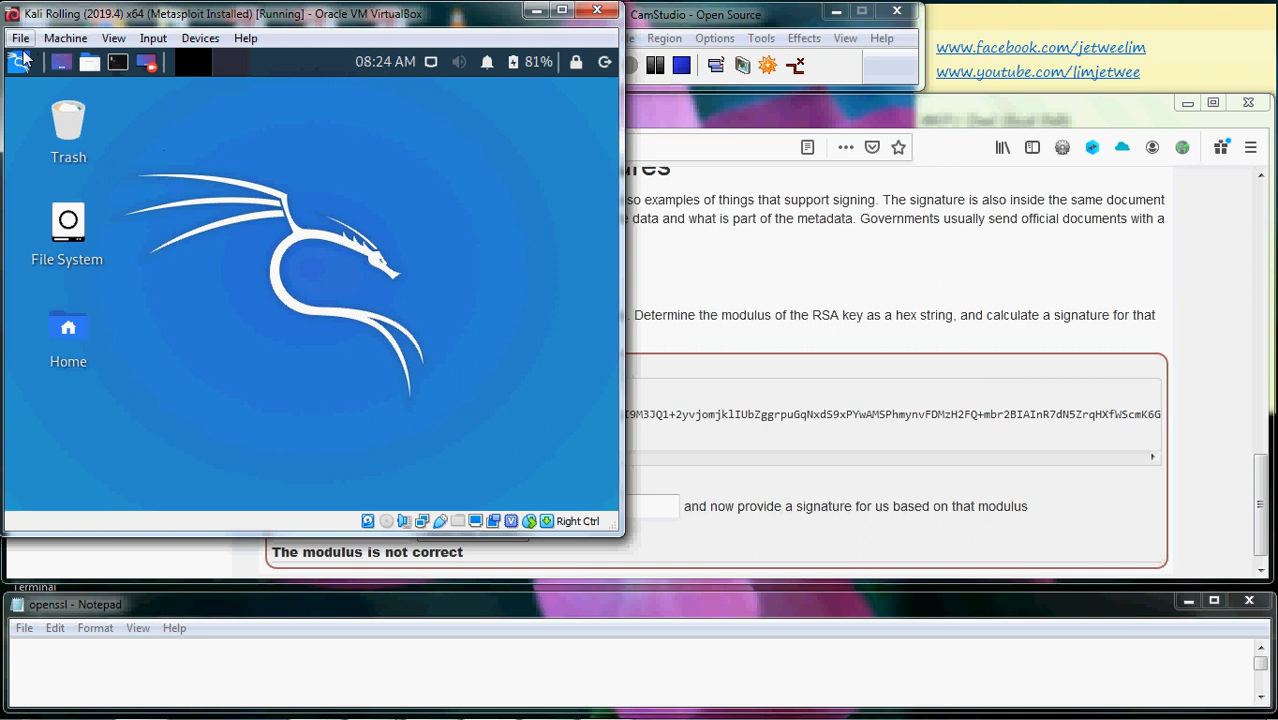 Kali Rolling (2019.4) x64 (Metasploit Installed) [Running] - Oracle VM VirtualBox
File Machine View Input Devices Help
08:24 AM 81%
Trash
File System
Home
Right Ctrl
CamStudio - Open Source
Region Options Tools Effects View Help
www.facebook.com/jetweelim
www.youtube.com/limjetwee
so examples of things that support signing. The signature is also inside the same document
data and what is part of the metadata. Governments usually send official documents with a
. Determine the modulus of the RSA key as a hex string, and calculate a signature for that
I9M3JQ1+2yvjomjklIUbZggrpuGqNxdS9xPYwAMSPhmynvFDMzH2FQ+mbr2BIAInR7dN5ZrqHXfWScmK6G
and now provide a signature for us based on that modulus
The modulus is not correct
Terminal
openssl - Notepad
File Edit Format View Help